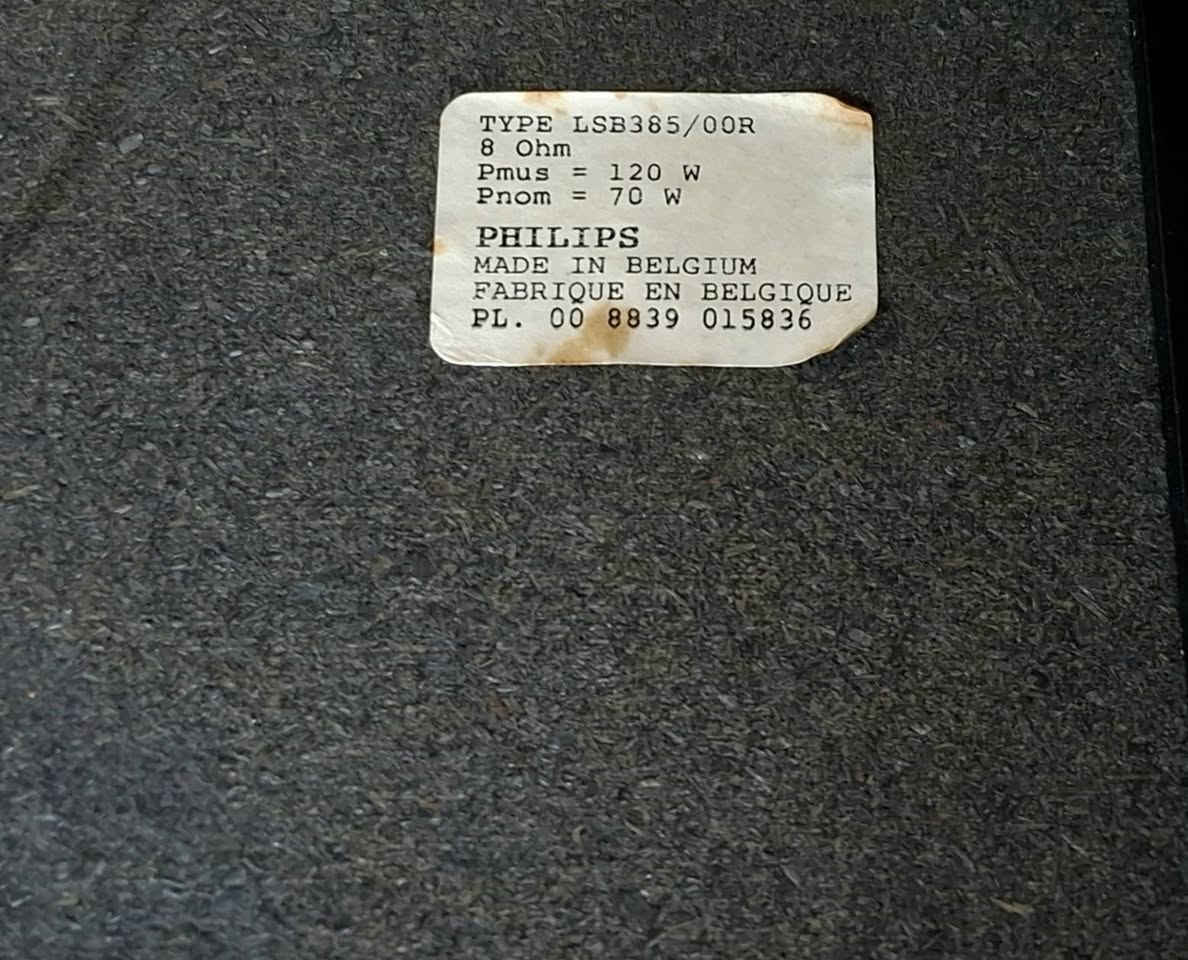 TYPE LSB385/00R
8 Ohm
Pmus = 120 W
Pnom = 70 W
PHILIPS
MADE IN BELGIUM
FABRIQUE EN BELGIQUE
PL. 00 8839 015836